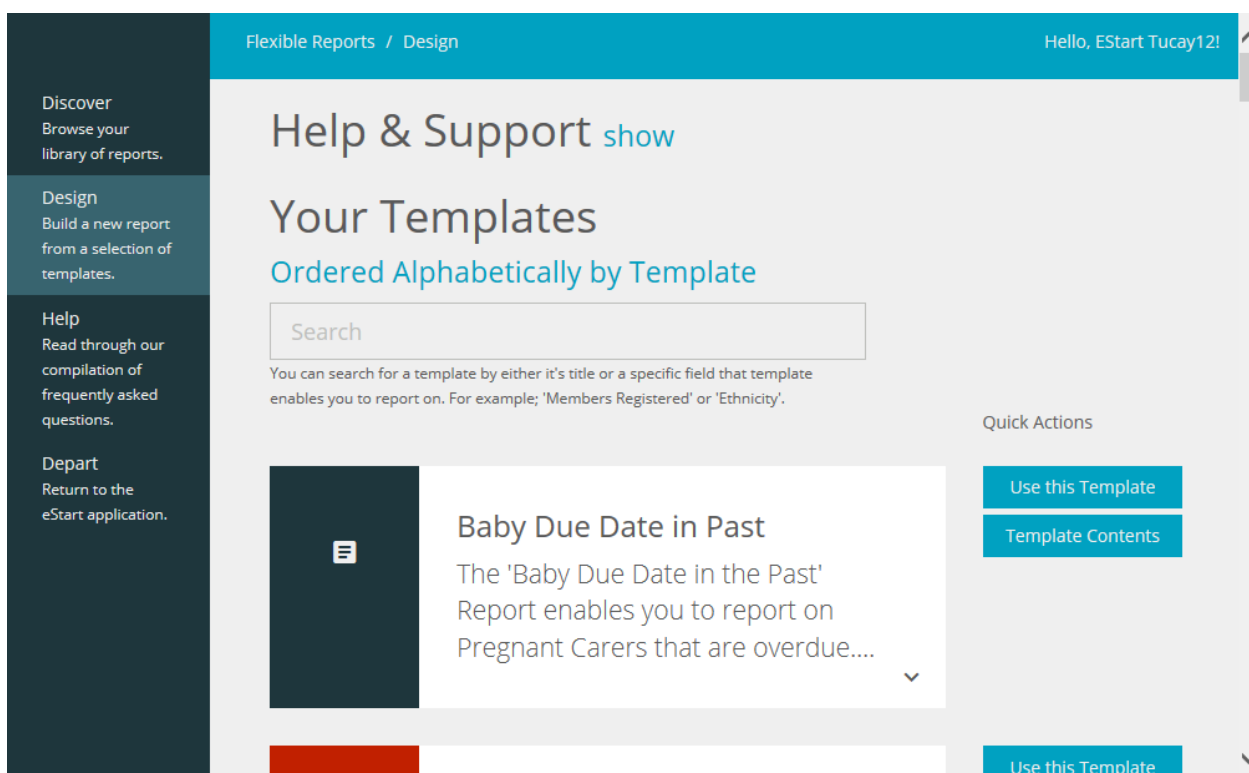 Flexible Reports / Design
Hello, EStart Tucay12!
Discover
Browse your
library of reports.
Design
Build a new report
from a selection of
templates.
Help
Read through our
compilation of
frequently asked
questions.
Depart
Return to the
eStart application.
Help & Support show
Your Templates
Ordered Alphabetically by Template
Search
You can search for a template by either it's title or a specific field that template
enables you to report on. For example; 'Members Registered' or 'Ethnicity'.
Quick Actions
Baby Due Date in Past
The 'Baby Due Date in the Past'
Report enables you to report on
Pregnant Carers that are overdue....
Use this Template
Template Contents
Use this Template